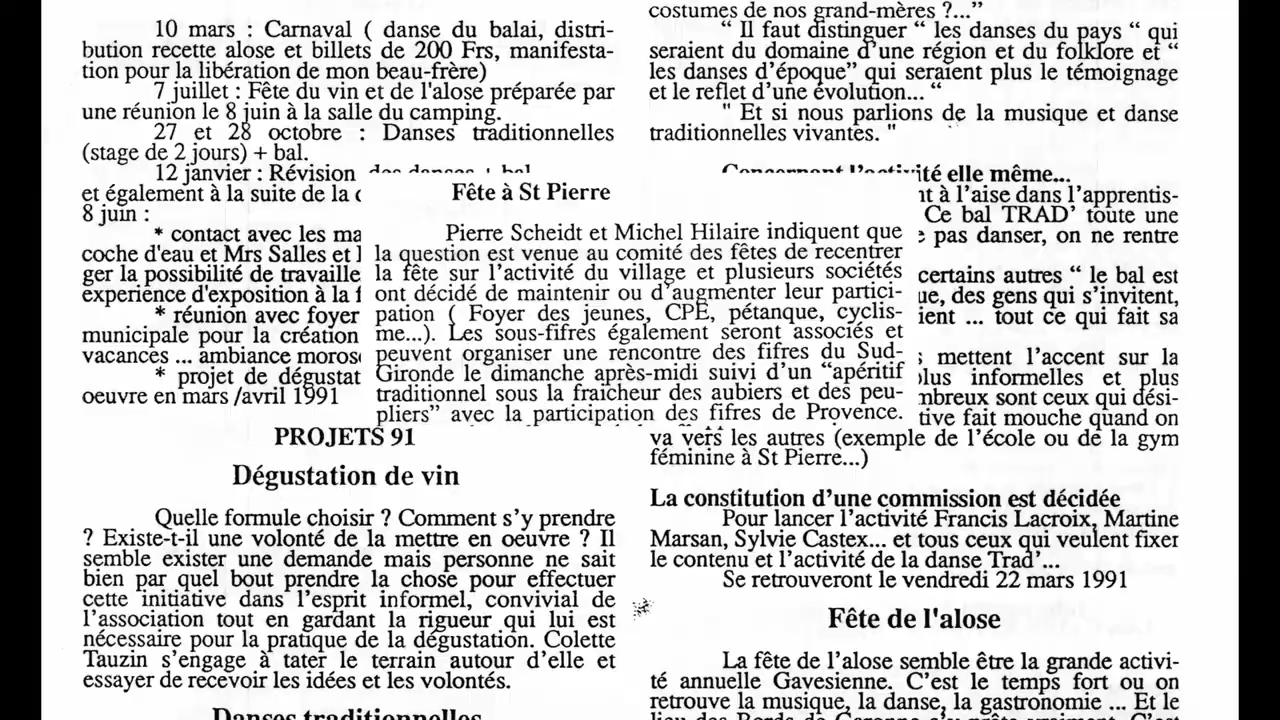 10 mars : Carnaval ( danse du balai, distri-
bution recette alose et billets de 200 Frs, manifesta-
tion pour la libération de mon beau-frère)
7 juillet : Fête du vin et de l'alose préparée par
une réunion le 8 juin à la salle du camping.
27 et 28 octobre : Danses traditionnelles
(stage de 2 jours) + bal.
12 janvier : Révision des danses + bal
et également à la suite de la
8 juin :
* contact avec les
coche d'eau et Mrs Salles et
ger la possibilité de travaille
experience d'exposition à la
* réunion avec foyer
municipale pour la création
vacances ... ambiance
* projet de
oeuvre en mars /avril 1991
PROJETS 91
Dégustation de vin
Quelle formule choisir ? Comment s'y prendre
? Existe-t-il une volonté de la mettre en oeuvre ? Il
semble exister une demande mais personne ne sait
bien par quel bout prendre la chose pour effectuer
cette initiative dans l'esprit informel, convivial de
l'association tout en gardant la rigueur qui lui est
nécessaire pour la pratique de la dégustation. Colette
Tauzin s'engage à tater le terrain autour d'elle et
essayer de recevoir les idées et les volontés.
Danses traditionnelles
Fête à St Pierre
Pierre Scheidt et Michel Hilaire indiquent que
la question est venue au comité des fêtes de recentrer
la fête sur l'activité du village et plusieurs sociétés
ont décidé de maintenir ou d'augmenter leur partici-
pation ( Foyer des jeunes, CPE, pétanque, cyclis-
me...). Les sous-fifres également seront associés et
peuvent organiser une rencontre des fifres du Sud-
Gironde le dimanche après-midi suivi d'un “apéritif
traditionnel sous la fraicheur des aubiers et des peu-
pliers” avec la participation des fifres de Provence.
costumes de nos grand-mères ?...”
“ Il faut distinguer “ les danses du pays “ qui
seraient du domaine d'une région et du folklore et “
les danses d'époque” qui seraient plus le témoignage
et le reflet d'une évolution... “
" Et si nous parlions de la musique et danse
traditionnelles vivantes. "
Concernant l'activité elle même...
à l'aise dans l'apprentis-
Ce bal TRAD' toute une
pas danser, on ne rentre
certains autres “ le bal est
des gens qui s'invitent,
... tout ce qui fait sa
mettent l'accent sur la
plus informelles et plus
sont ceux qui dési-
fait mouche quand on
va vers les autres (exemple de l'école ou de la gym
féminine à St Pierre...)
La constitution d'une commission est décidée
Pour lancer l'activité Francis Lacroix, Martine
Marsan, Sylvie Castex... et tous ceux qui veulent fixer
le contenu et l'activité de la danse Trad'...
Se retrouveront le vendredi 22 mars 1991
Fête de l'alose
La fête de l'alose semble être la grande activi-
té annuelle Gavesienne. C'est le temps fort ou on
retrouve la musique, la danse, la gastronomie ... Et le
lieu des Bords de Garonne s'y prête vraiment. C'est